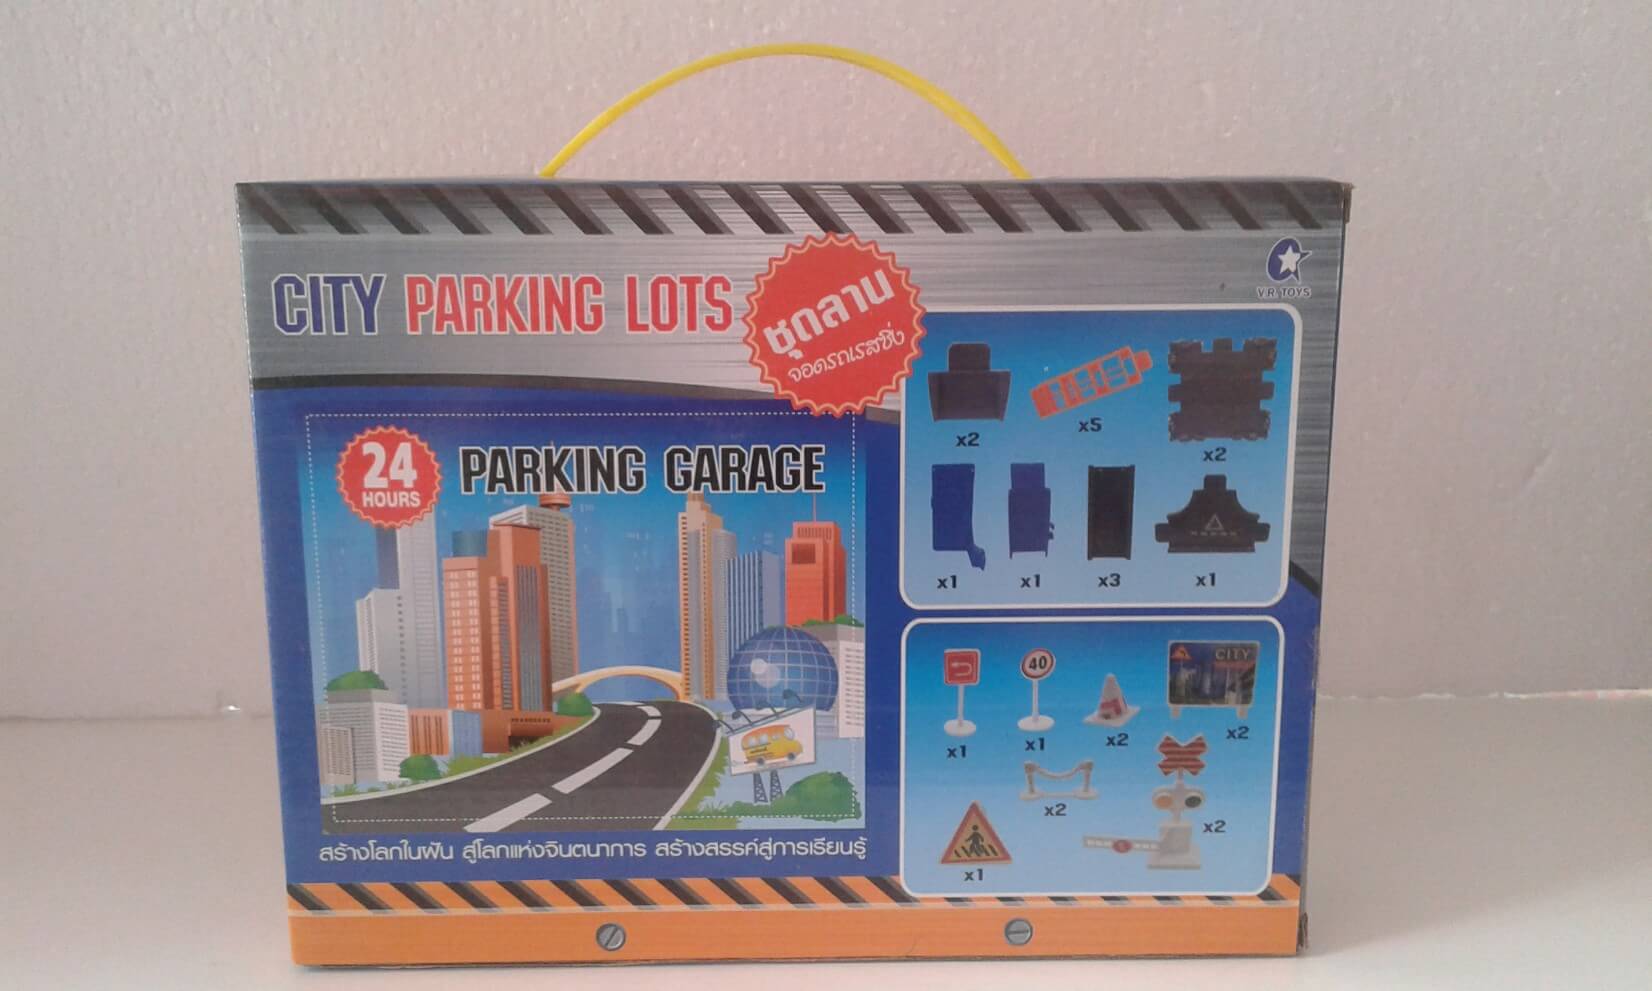 CITY PARKING LOTS
ชุดลาน
จอดรถเรสซิ่ง
V.R. TOYS
24
HOURS
PARKING GARAGE
x2
x5
x2
x1
x1
x3
x1
40
CITY
x1
x1
x2
x2
x2
x2
x1
สร้างโลกในฝัน สู่โลกแห่งจินตนาการ สร้างสรรค์สู่การเรียนรู้